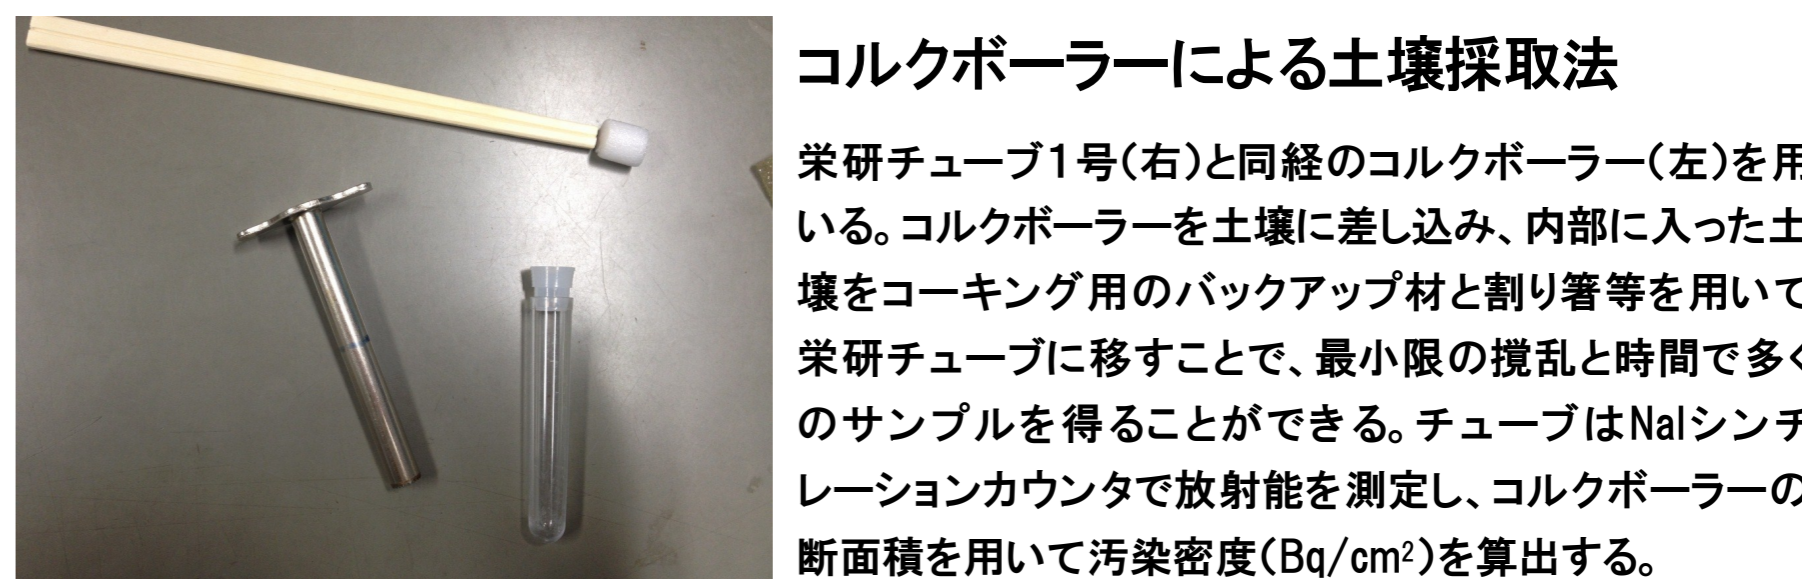 コルクボーラーによる土壌採取法
栄研チューブ1号(右)と同経のコルクボーラー(左)を用
いる。コルクボーラーを土壌に差し込み、内部に入った土
壌をコーキング用のバックアップ材と割り箸等を用いて
栄研チューブに移すことで、最小限の撹乱と時間で多く
のサンプルを得ることができる。チューブはNaIシンチ
レーションカウンタで放射能を測定し、コルクボーラーの
断面積を用いて汚染密度(Bq/cm²)を算出する。